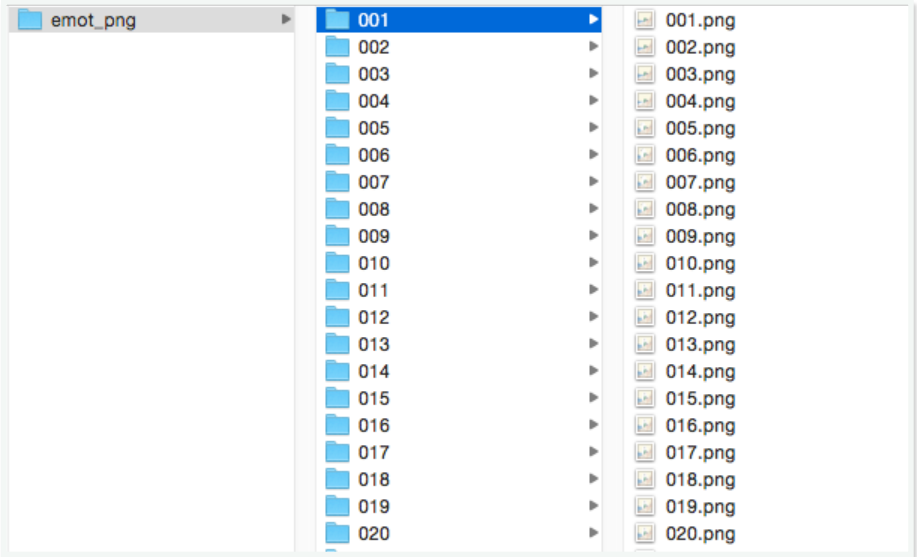 emot_png
001
002
003
004
005
006
007
008
009
010
011
012
013
014
015
016
017
018
019
020
001.png
002.png
003.png
004.png
005.png
006.png
007.png
008.png
009.png
010.png
011.png
012.png
013.png
014.png
015.png
016.png
017.png
018.png
019.png
020.png